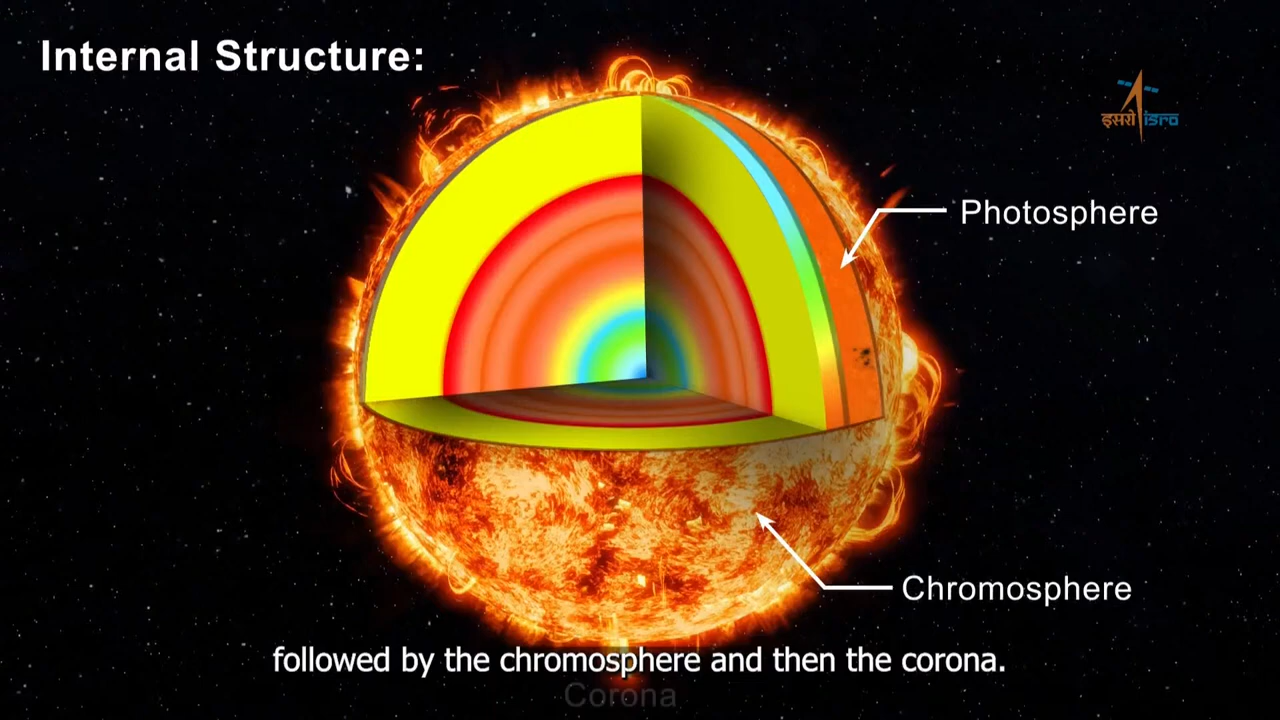 Internal Structure:
इसरो isro
Photosphere
Chromosphere
followed by the chromosphere and then the corona.
Corona